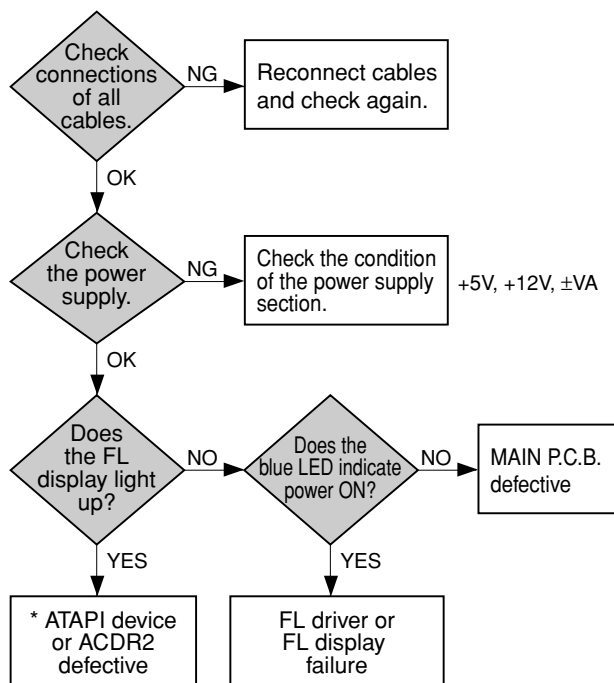 Check
connections
of all
cables.
NG
Reconnect cables
and check again.
OK
Check
the power
supply.
NG
Check the condition
of the power supply
section.
+5V, +12V, ±VA
OK
Does
the FL
display light
up?
NO
Does the
blue LED indicate
power ON?
NO
MAIN P.C.B.
defective
YES
YES
* ATAPI device
or ACDR2
defective
FL driver or
FL display
failure